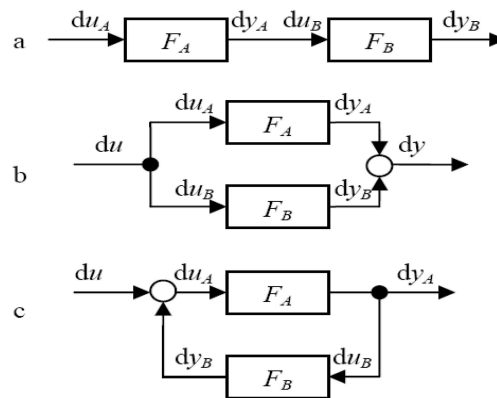 a du_A F_A dy_A du_B F_B dy_B
b du du_A F_A dy_A dy
du_B F_B dy_B
c du du_A F_A dy_A
dy_B F_B du_B